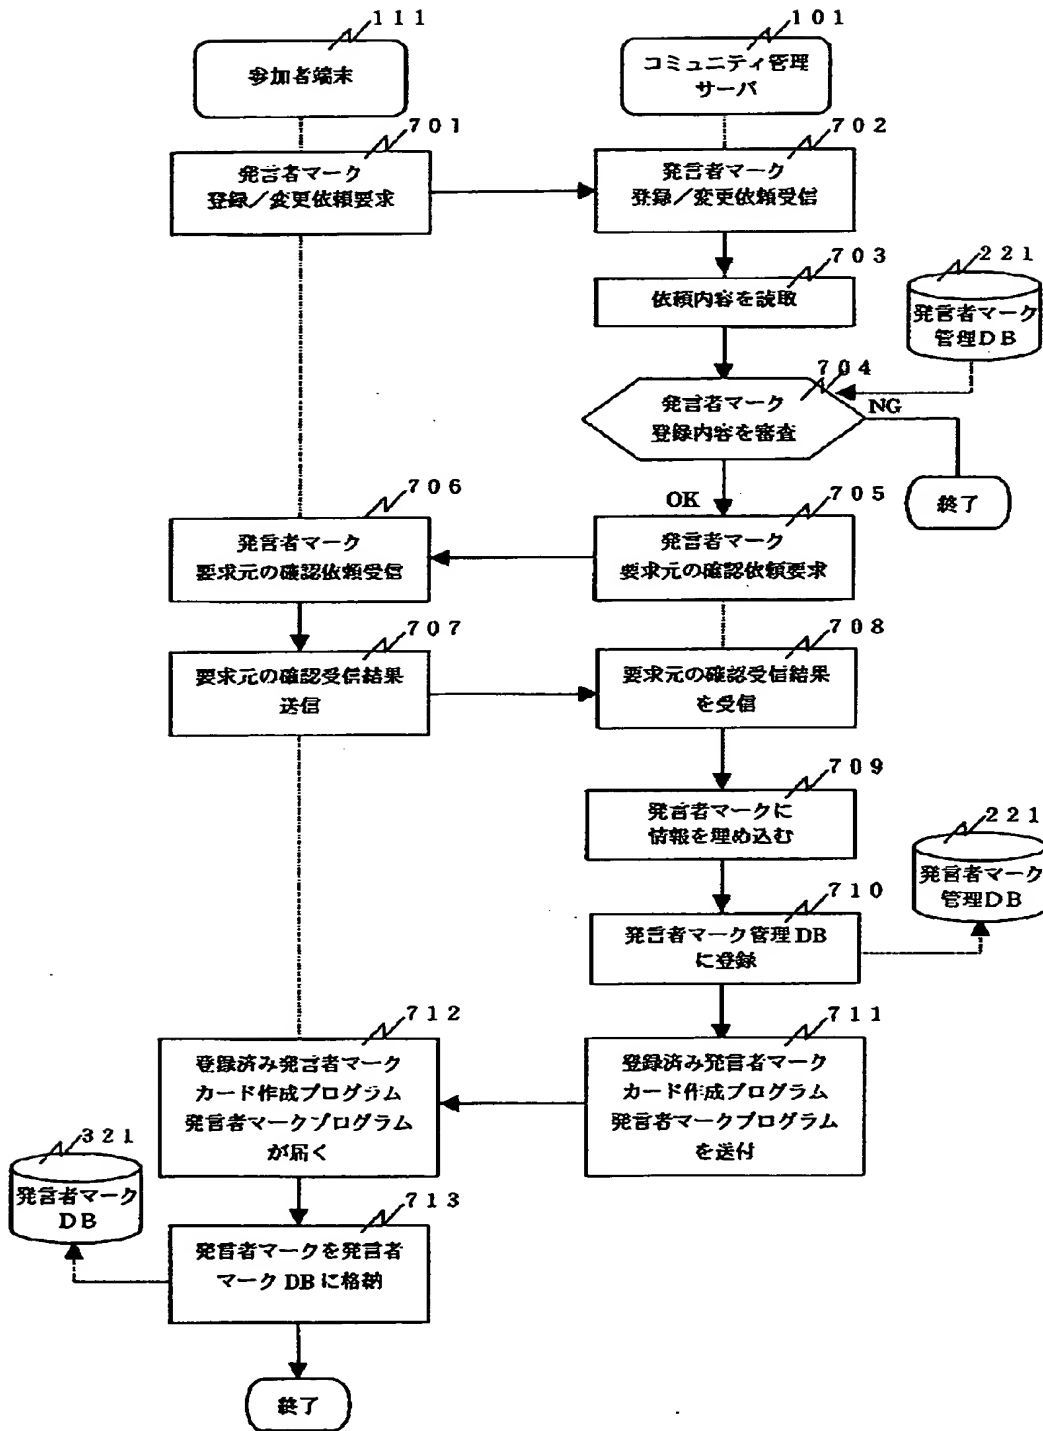 111
参加者端末
101
コミュニティ管理
サーバ
701
発言者マーク
登録／変更依頼要求
702
発言者マーク
登録／変更依頼受信
703
依頼内容を読取
221
発言者マーク
管理DB
704
発言者マーク
登録内容を審査
NG
終了
OK
705
発言者マーク
要求元の確認依頼要求
706
発言者マーク
要求元の確認依頼受信
707
要求元の確認受信結果
送信
708
要求元の確認受信結果
を受信
709
発言者マークに
情報を埋め込む
710
発言者マーク管理DB
に登録
221
発言者マーク
管理DB
711
登録済み発言者マーク
カード作成プログラム
発言者マークプログラム
を送付
712
登録済み発言者マーク
カード作成プログラム
発言者マークプログラム
が届く
321
発言者マーク
DB
713
発言者マークを発言者
マークDBに格納
終了